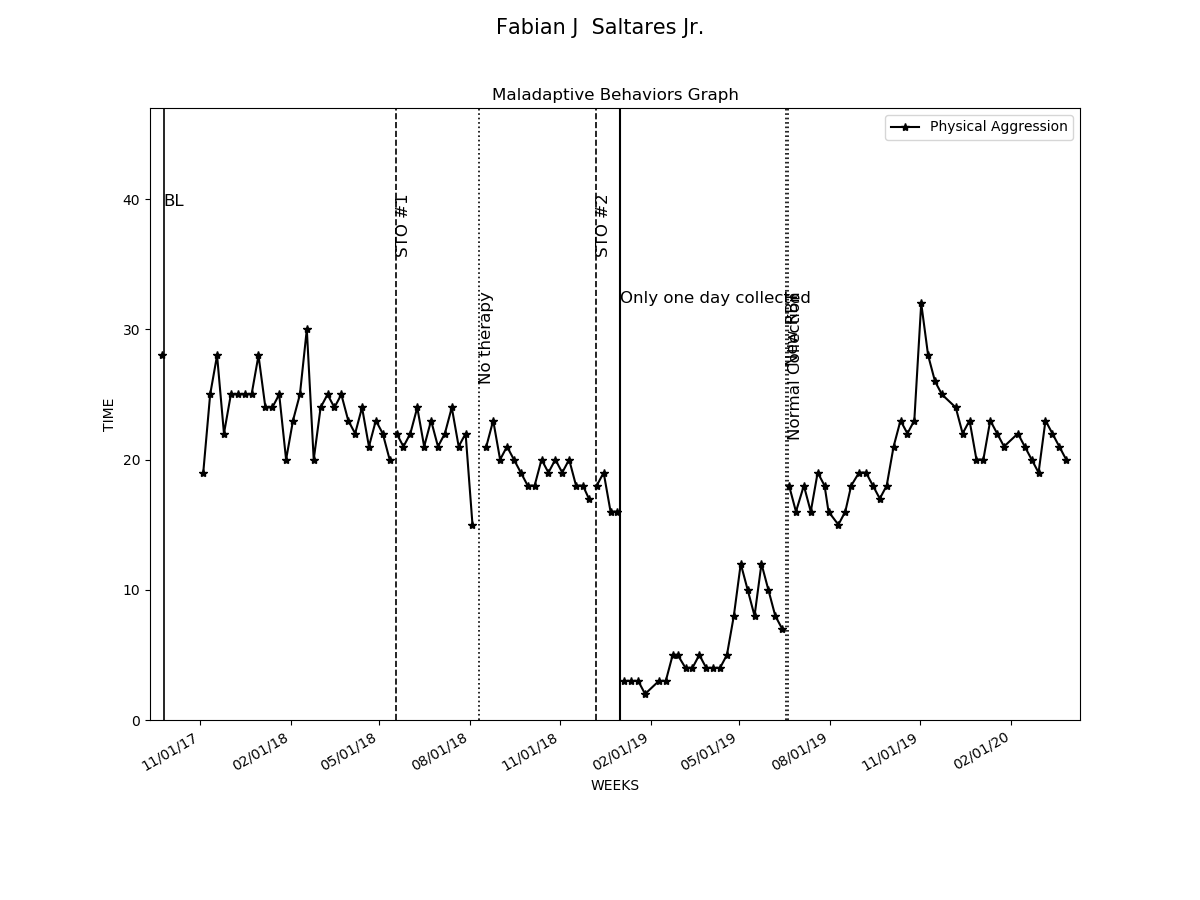 Fabian J  Saltares Jr.
Maladaptive Behaviors Graph
Physical Aggression
BL
STO #1
No therapy
STO #2
Only one day collected
Normal Collection
TIME
40
30
20
10
0
11/01/17
02/01/18
05/01/18
08/01/18
11/01/18
02/01/19
05/01/19
08/01/19
11/01/19
02/01/20
WEEKS